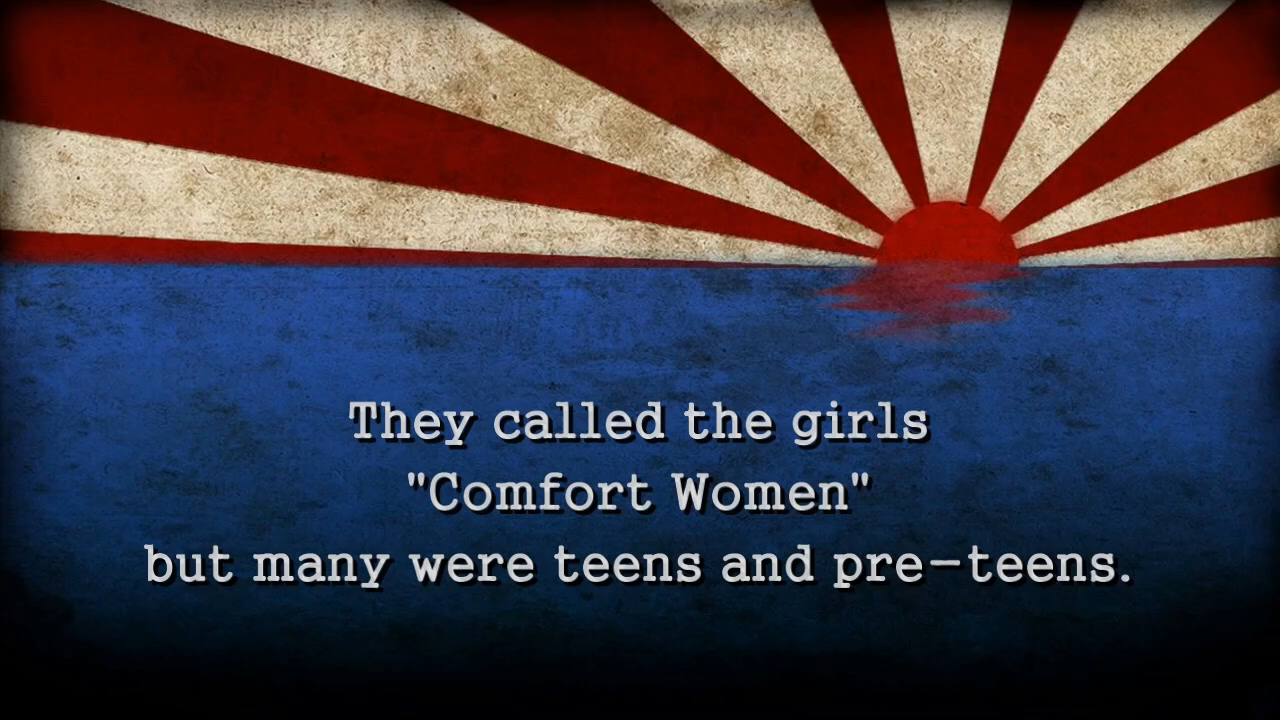 They called the girls
"Comfort Women"
but many were teens and pre-teens.